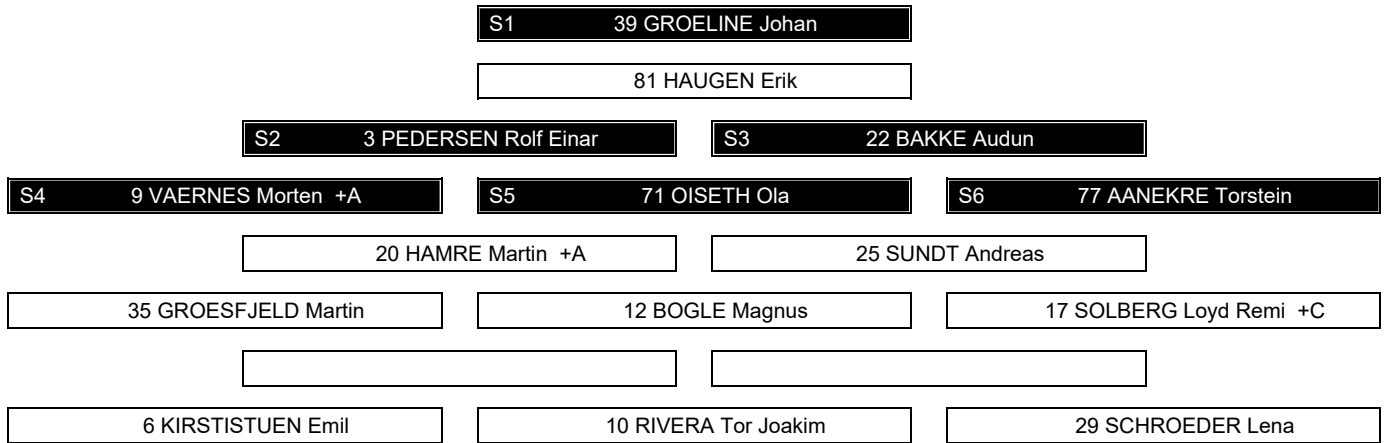 S1 39 GROELINE Johan
81 HAUGEN Erik
S2 3 PEDERSEN Rolf Einar S3 22 BAKKE Audun
S4 9 VAERNES Morten +A S5 71 OISETH Ola S6 77 AANEKRE Torstein
20 HAMRE Martin +A 25 SUNDT Andreas
35 GROESFJELD Martin 12 BOGLE Magnus 17 SOLBERG Loyd Remi +C
6 KIRSTISTUEN Emil 10 RIVERA Tor Joakim 29 SCHROEDER Lena